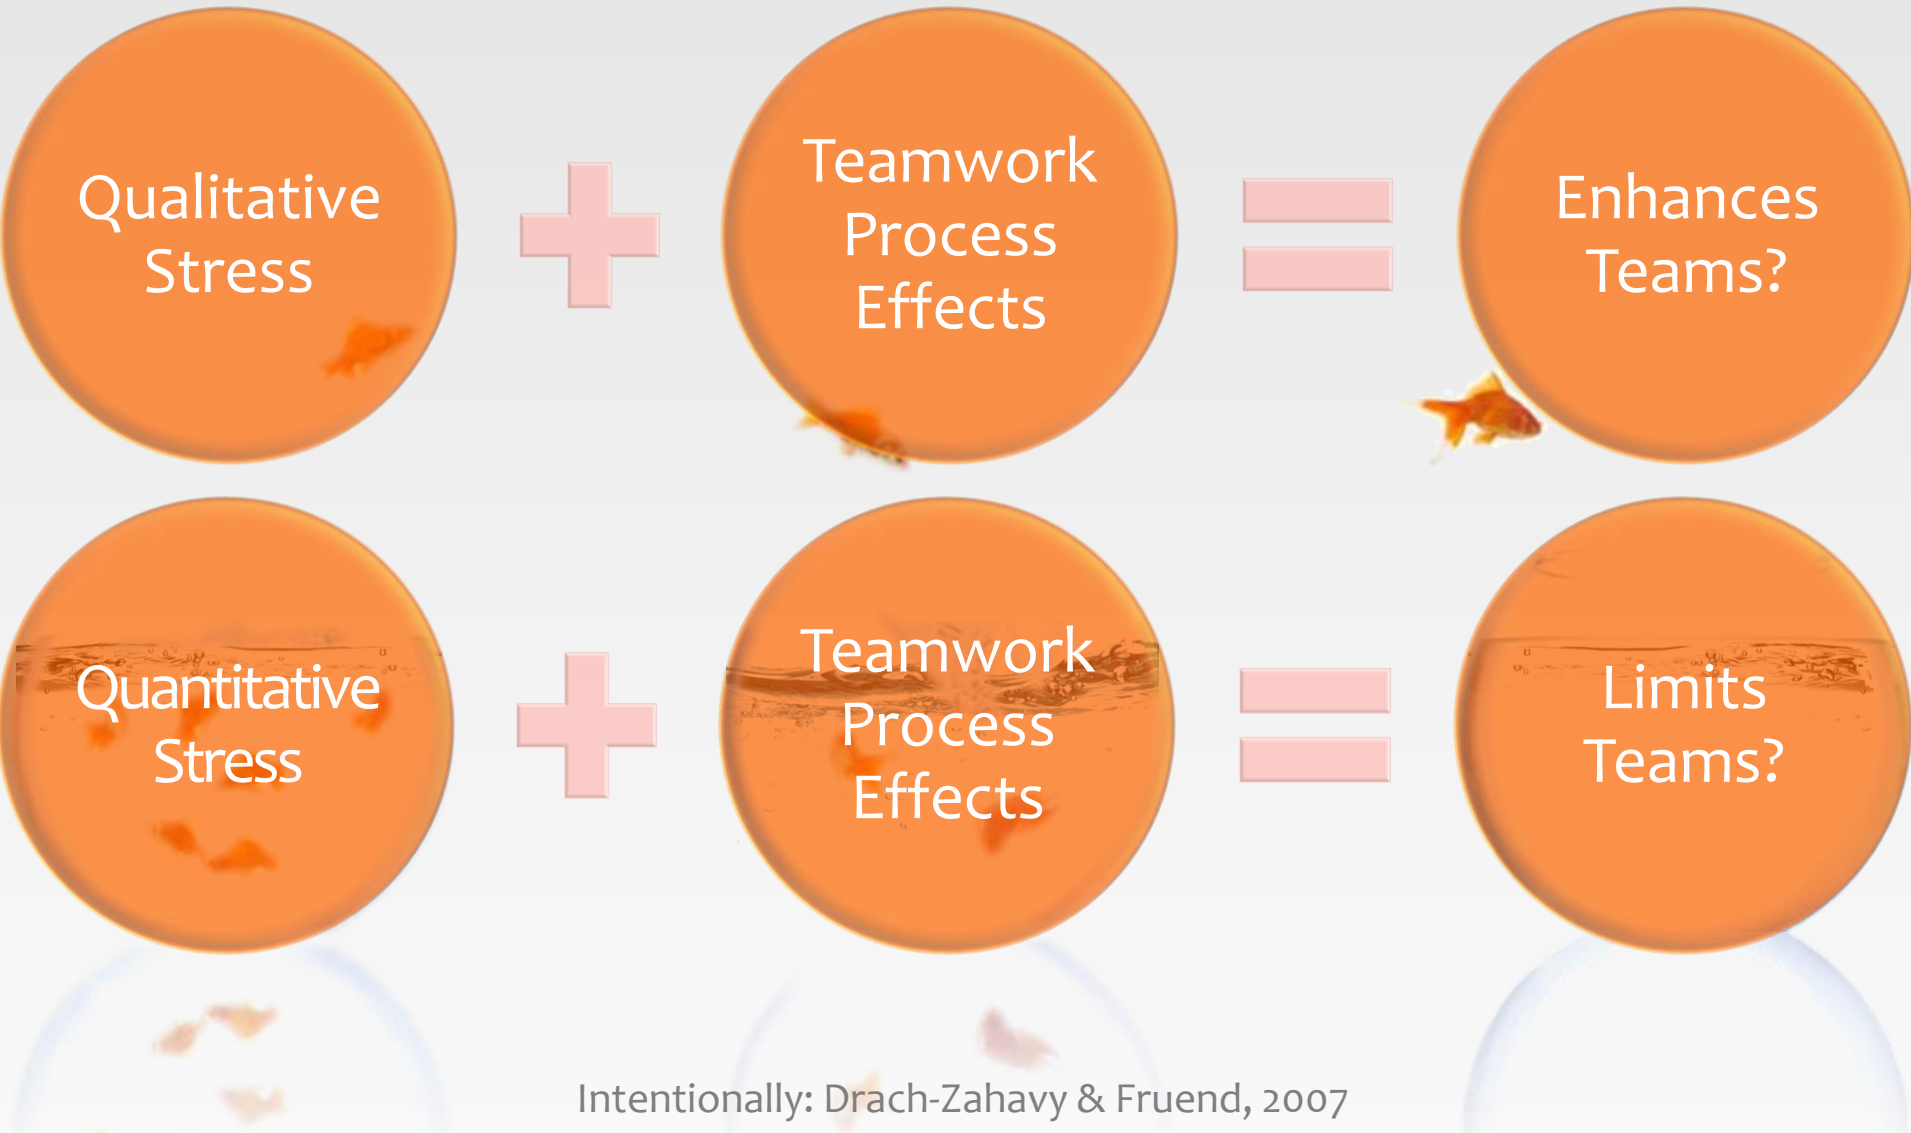 Qualitative
Stress
Teamwork
Process
Effects
Enhances
Teams?
Quantitative
Stress
Teamwork
Process
Effects
Limits
Teams?
Intentionally: Drach-Zahavy & Fruend, 2007